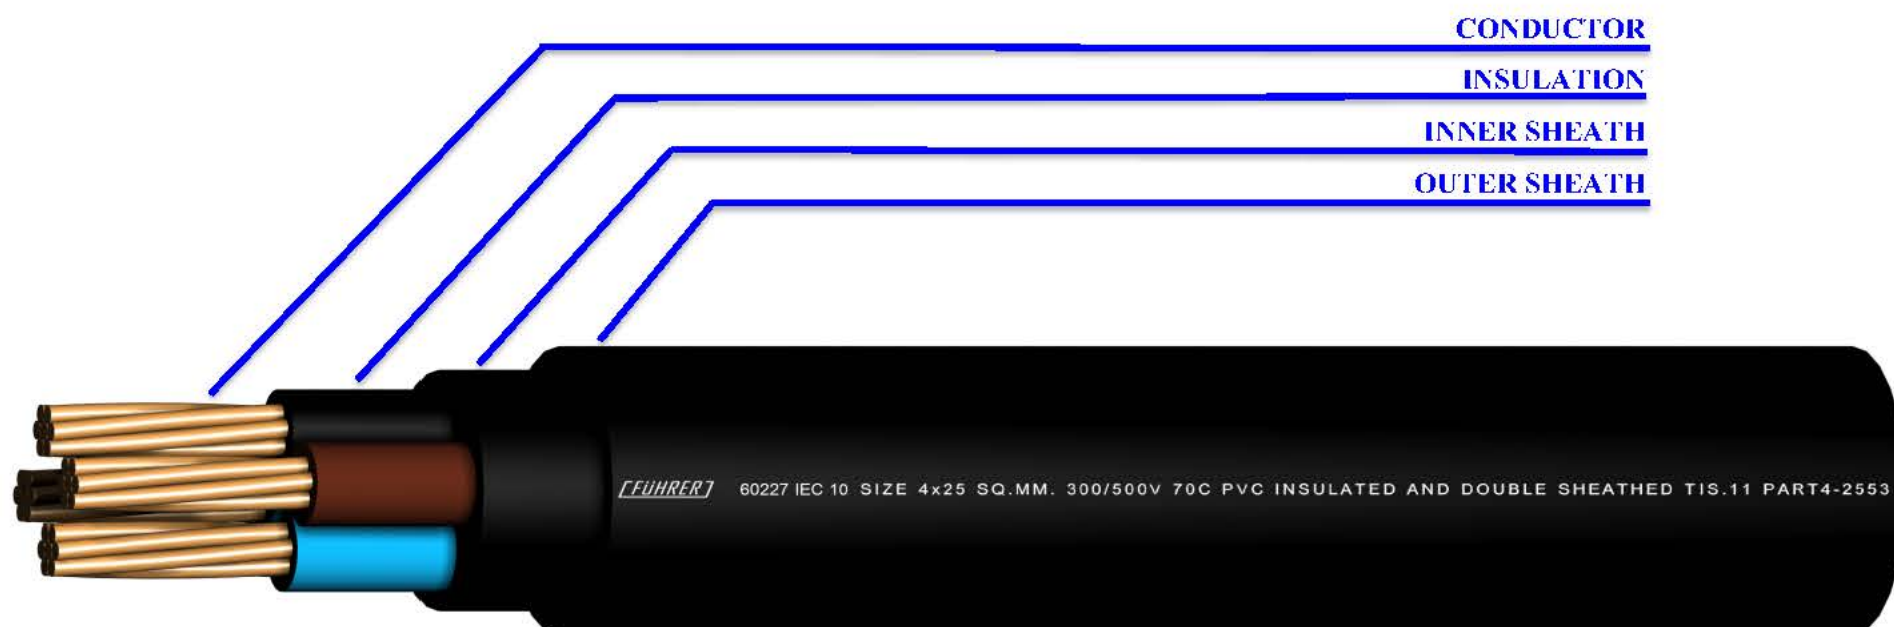 CONDUCTOR
INSULATION
INNER SHEATH
OUTER SHEATH
FÜHRER 60227 IEC 10 SIZE 4x25 SQ.MM. 300/500V 70C PVC INSULATED AND DOUBLE SHEATHED TIS.11 PART4-2553